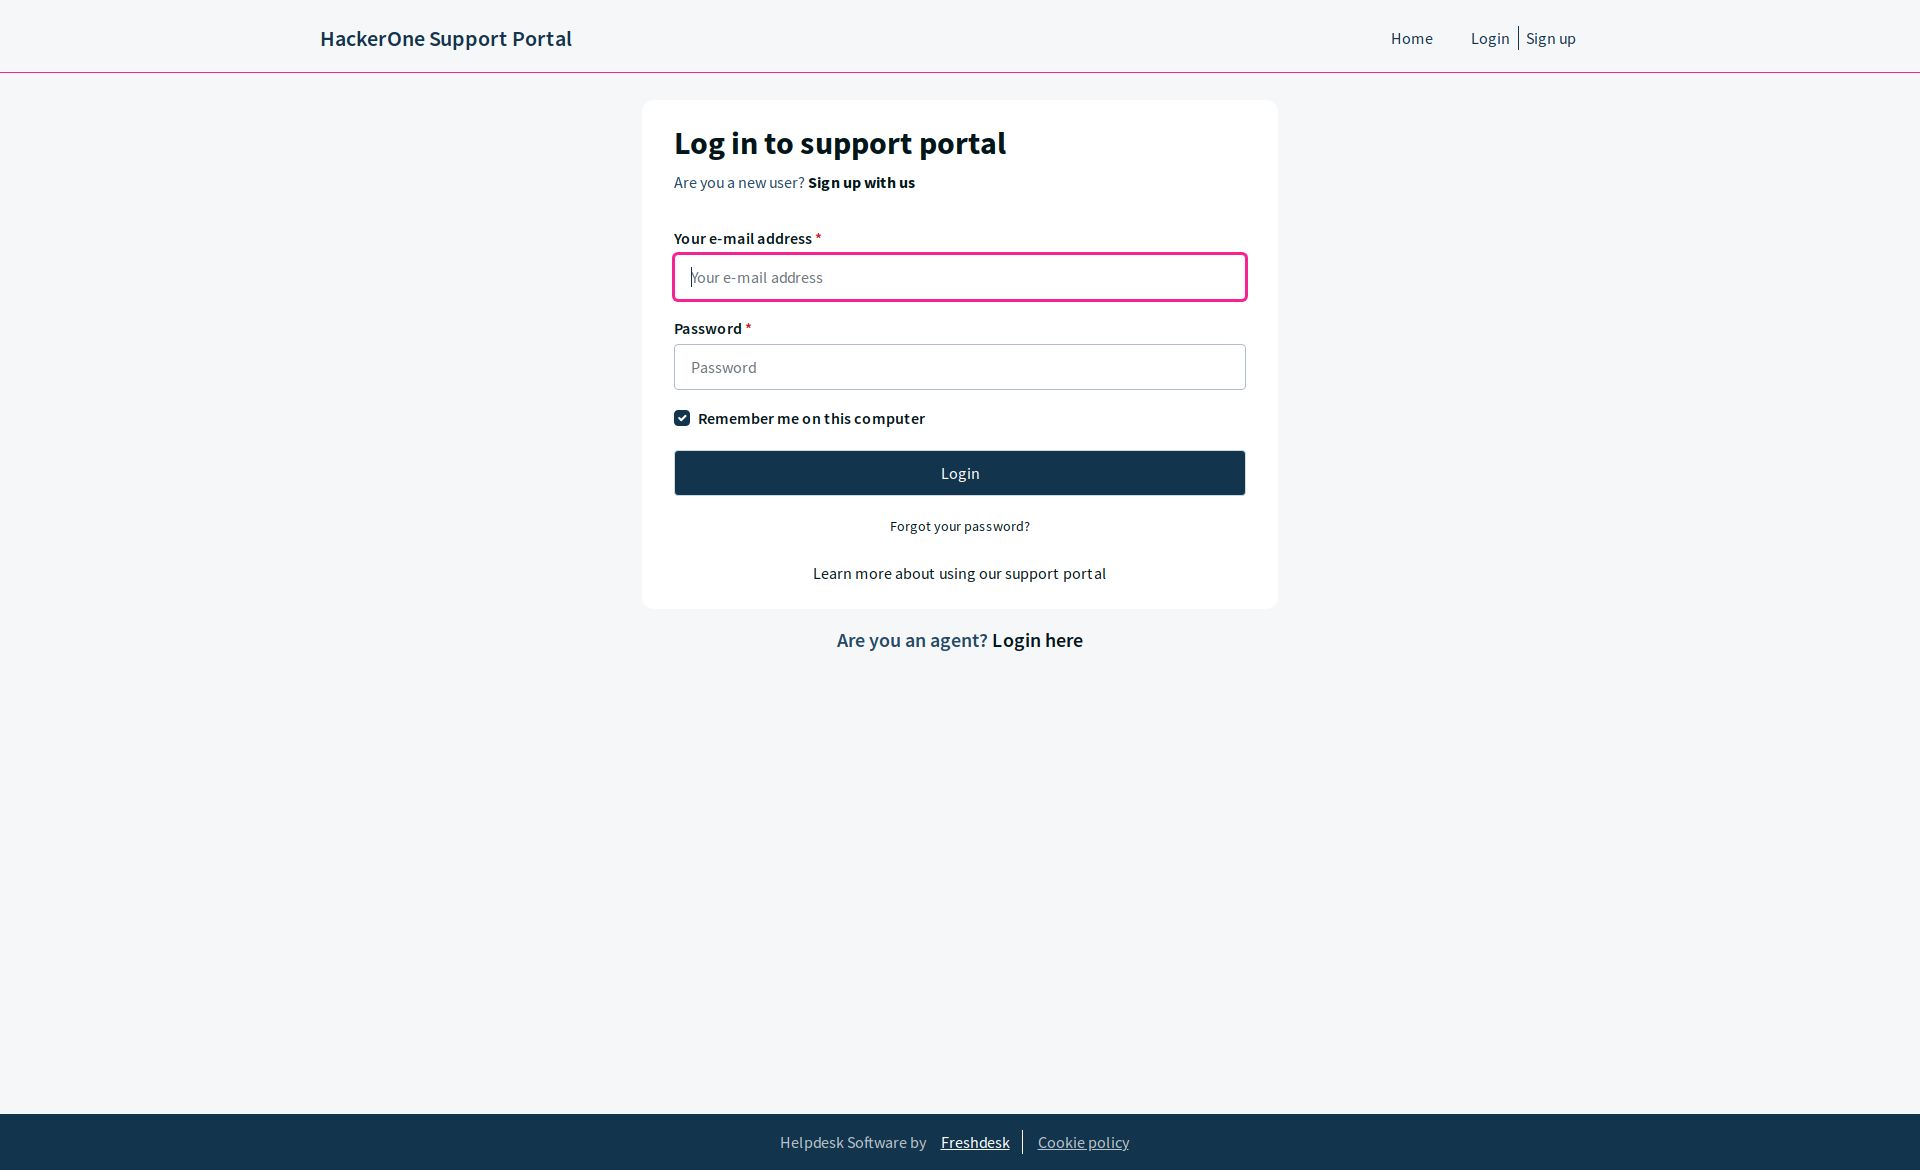 HackerOne Support Portal
Home Login Sign up
Log in to support portal
Are you a new user? Sign up with us
Your e-mail address *
Your e-mail address
Password *
Password
Remember me on this computer
Login
Forgot your password?
Learn more about using our support portal
Are you an agent? Login here
Helpdesk Software by Freshdesk Cookie policy